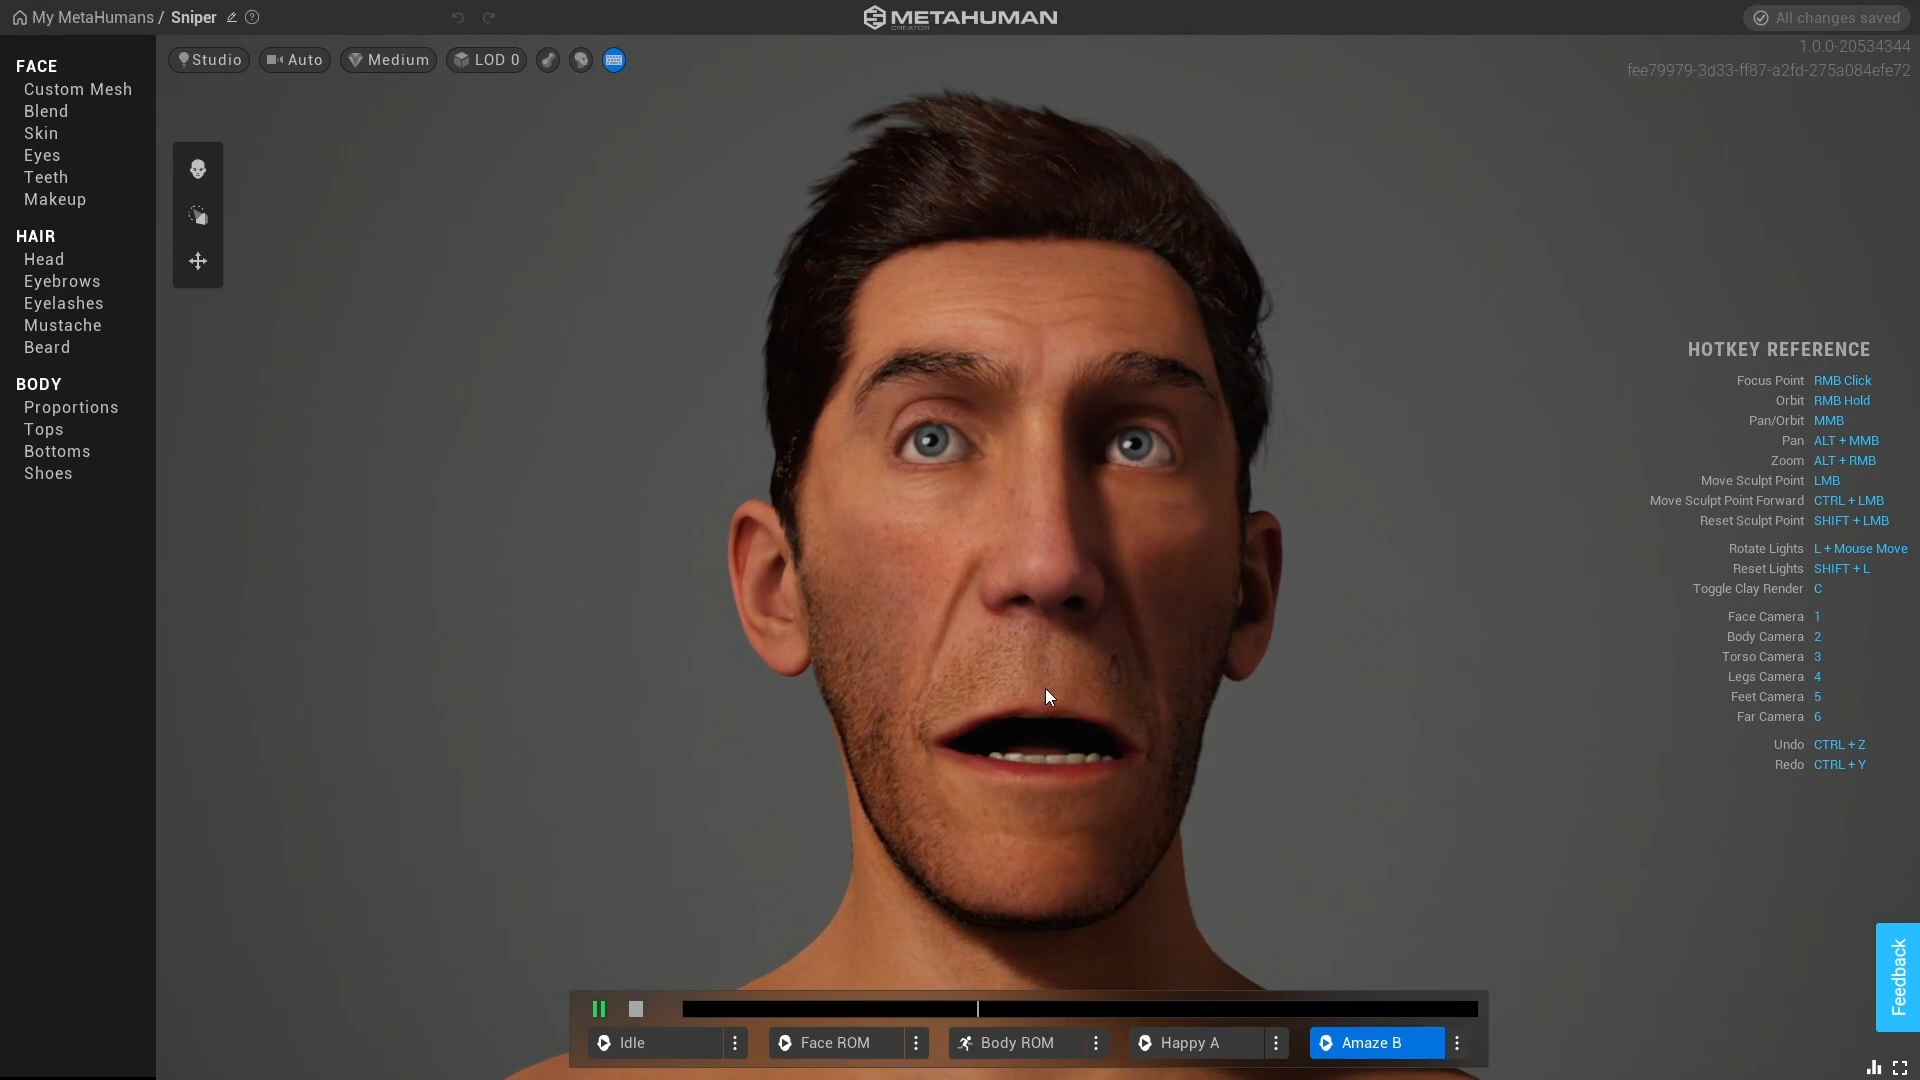 My MetaHumans / Sniper
METAHUMAN
CREATOR
All changes saved
1.0.0-20534344
fee79979-3d33-ff87-a2fd-275a084efe72
Studio
Auto
Medium
LOD 0
FACE
Custom Mesh
Blend
Skin
Eyes
Teeth
Makeup
HAIR
Head
Eyebrows
Eyelashes
Mustache
Beard
BODY
Proportions
Tops
Bottoms
Shoes
HOTKEY REFERENCE
Focus Point RMB Click
Orbit RMB Hold
Pan/Orbit MMB
Pan ALT + MMB
Zoom ALT + RMB
Move Sculpt Point LMB
Move Sculpt Point Forward CTRL + LMB
Reset Sculpt Point SHIFT + LMB
Rotate Lights L + Mouse Move
Reset Lights SHIFT + L
Toggle Clay Render C
Face Camera 1
Body Camera 2
Torso Camera 3
Legs Camera 4
Feet Camera 5
Far Camera 6
Undo CTRL + Z
Redo CTRL + Y
Feedback
Idle
Face ROM
Body ROM
Happy A
Amaze B